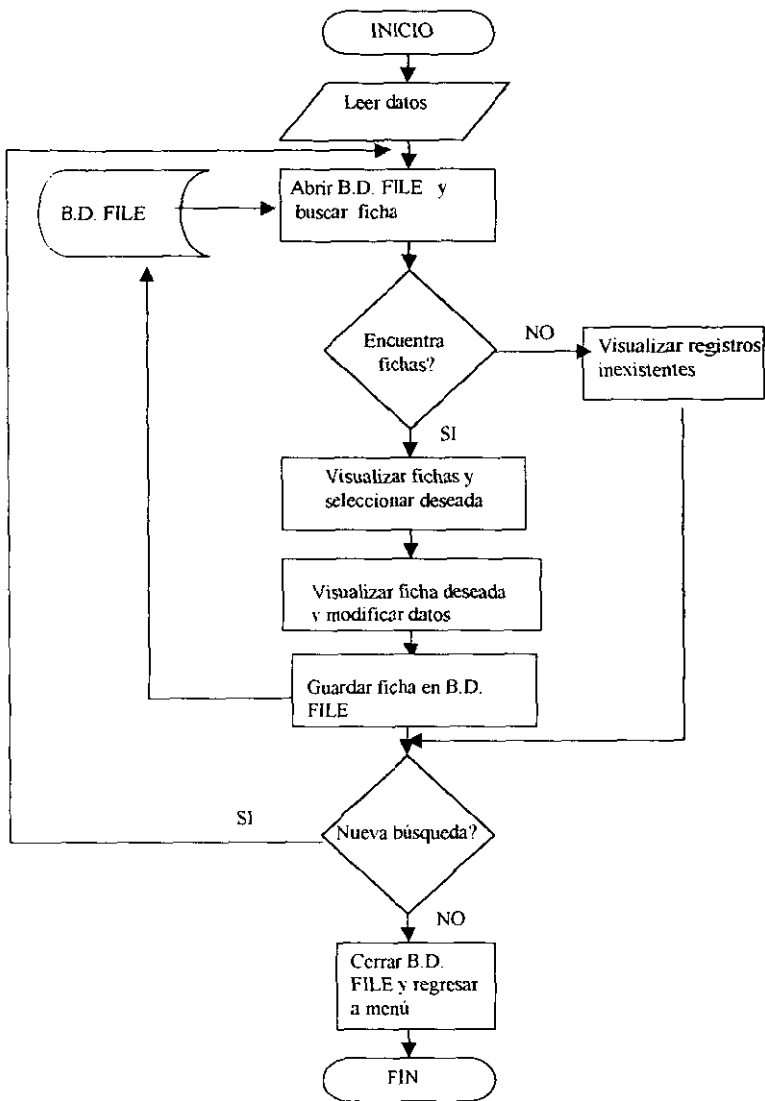 INICIO
Leer datos
B.D. FILE
Abrir B.D. FILE y
buscar ficha
Encuentra
fichas?
NO
Visualizar registros
inexistentes
SI
Visualizar fichas y
seleccionar deseada
Visualizar ficha deseada
y modificar datos
Guardar ficha en B.D.
FILE
SI
Nueva búsqueda?
NO
Cerrar B.D.
FILE y regresar
a menú
FIN